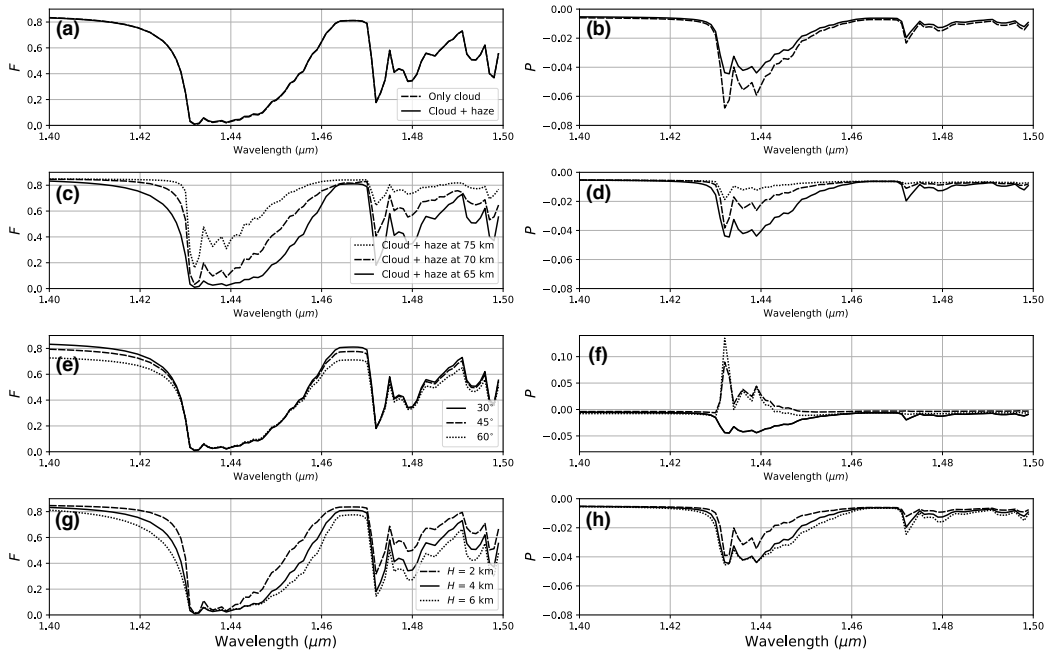 (a)
F
0.8
0.6
0.4
0.2
0.0
1.40 1.42 1.44 1.46 1.48 1.50
Wavelength (μm)
Only cloud
Cloud + haze
(b)
P
0.00
−0.02
−0.04
−0.06
−0.08
1.40 1.42 1.44 1.46 1.48 1.50
Wavelength (μm)
(c)
F
0.8
0.6
0.4
0.2
0.0
1.40 1.42 1.44 1.46 1.48 1.50
Wavelength (μm)
Cloud + haze at 75 km
Cloud + haze at 70 km
Cloud + haze at 65 km
(d)
P
0.00
−0.02
−0.04
−0.06
−0.08
1.40 1.42 1.44 1.46 1.48 1.50
Wavelength (μm)
(e)
F
0.8
0.6
0.4
0.2
0.0
1.40 1.42 1.44 1.46 1.48 1.50
Wavelength (μm)
30°
45°
60°
(f)
P
0.10
0.05
0.00
−0.05
1.40 1.42 1.44 1.46 1.48 1.50
Wavelength (μm)
(g)
F
0.8
0.6
0.4
0.2
0.0
1.40 1.42 1.44 1.46 1.48 1.50
Wavelength (μm)
H = 2 km
H = 4 km
H = 6 km
(h)
P
0.00
−0.02
−0.04
−0.06
−0.08
1.40 1.42 1.44 1.46 1.48 1.50
Wavelength (μm)